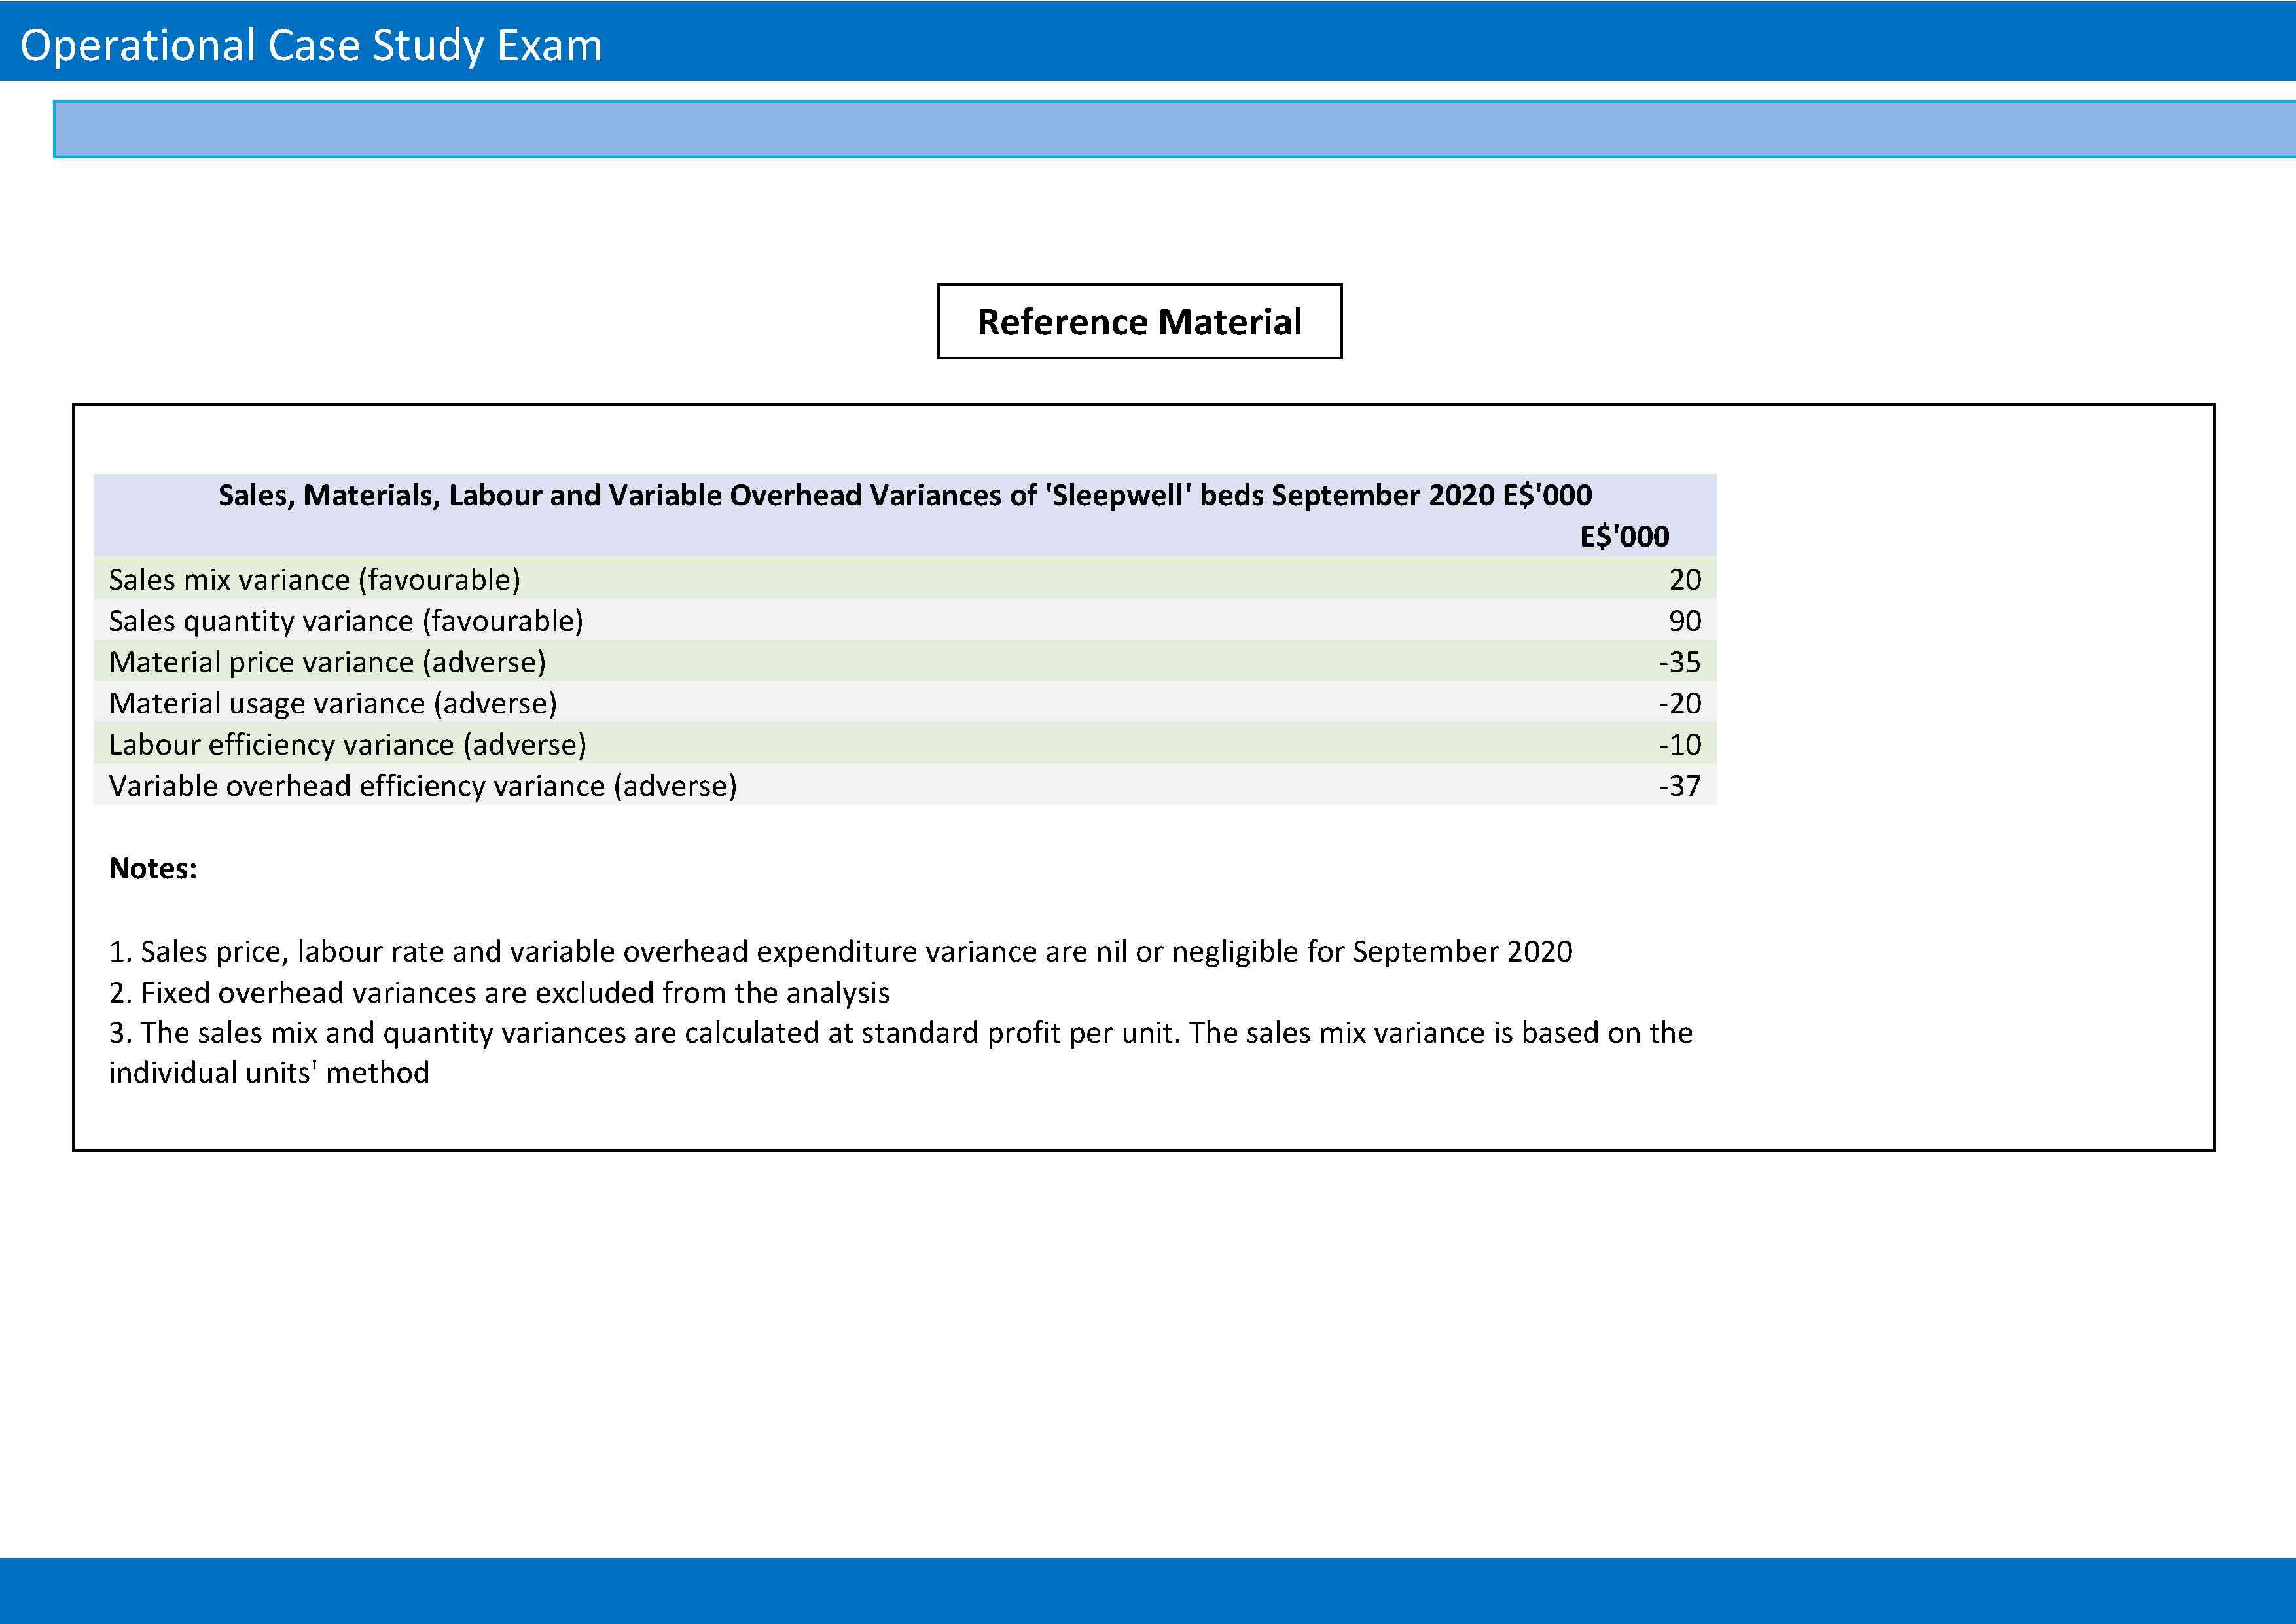 Operational Case Study Exam
Reference Material
Sales, Materials, Labour and Variable Overhead Variances of 'Sleepwell' beds September 2020 E$'000
E$'000
Sales mix variance (favourable) 20
Sales quantity variance (favourable) 90
Material price variance (adverse) -35
Material usage variance (adverse) -20
Labour efficiency variance (adverse) -10
Variable overhead efficiency variance (adverse) -37
Notes:
1. Sales price, labour rate and variable overhead expenditure variance are nil or negligible for September 2020
2. Fixed overhead variances are excluded from the analysis
3. The sales mix and quantity variances are calculated at standard profit per unit. The sales mix variance is based on the
individual units' method